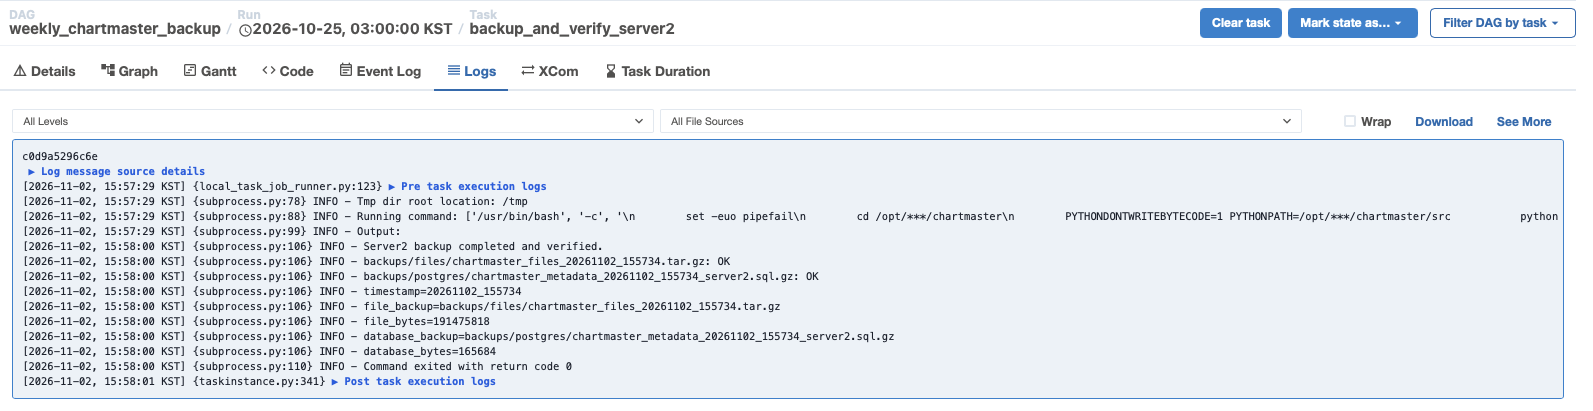 DAG Run Task
weekly_chartmaster_backup / 2026-10-25, 03:00:00 KST / backup_and_verify_server2
Clear task Mark state as... Filter DAG by task
Details Graph Gantt Code Event Log Logs XCom Task Duration
All Levels All File Sources Wrap Download See More
c0d9a5296c6e
▶ Log message source details
[2026-11-02, 15:57:29 KST] {local_task_job_runner.py:123} ▶ Pre task execution logs
[2026-11-02, 15:57:29 KST] {subprocess.py:78} INFO - Tmp dir root location: /tmp
[2026-11-02, 15:57:29 KST] {subprocess.py:88} INFO - Running command: ['/usr/bin/bash', '-c', '\n        set -euo pipefail\n        cd /opt/***/chartmaster\n        PYTHONDONTWRITEBYTECODE=1 PYTHONPATH=/opt/***/chartmaster/src           python
[2026-11-02, 15:57:29 KST] {subprocess.py:99} INFO - Output:
[2026-11-02, 15:58:00 KST] {subprocess.py:106} INFO - Server2 backup completed and verified.
[2026-11-02, 15:58:00 KST] {subprocess.py:106} INFO - backups/files/chartmaster_files_20261102_155734.tar.gz: OK
[2026-11-02, 15:58:00 KST] {subprocess.py:106} INFO - backups/postgres/chartmaster_metadata_20261102_155734_server2.sql.gz: OK
[2026-11-02, 15:58:00 KST] {subprocess.py:106} INFO - timestamp=20261102_155734
[2026-11-02, 15:58:00 KST] {subprocess.py:106} INFO - file_backup=backups/files/chartmaster_files_20261102_155734.tar.gz
[2026-11-02, 15:58:00 KST] {subprocess.py:106} INFO - file_bytes=191475818
[2026-11-02, 15:58:00 KST] {subprocess.py:106} INFO - database_backup=backups/postgres/chartmaster_metadata_20261102_155734_server2.sql.gz
[2026-11-02, 15:58:00 KST] {subprocess.py:106} INFO - database_bytes=165684
[2026-11-02, 15:58:00 KST] {subprocess.py:110} INFO - Command exited with return code 0
[2026-11-02, 15:58:01 KST] {taskinstance.py:341} ▶ Post task execution logs